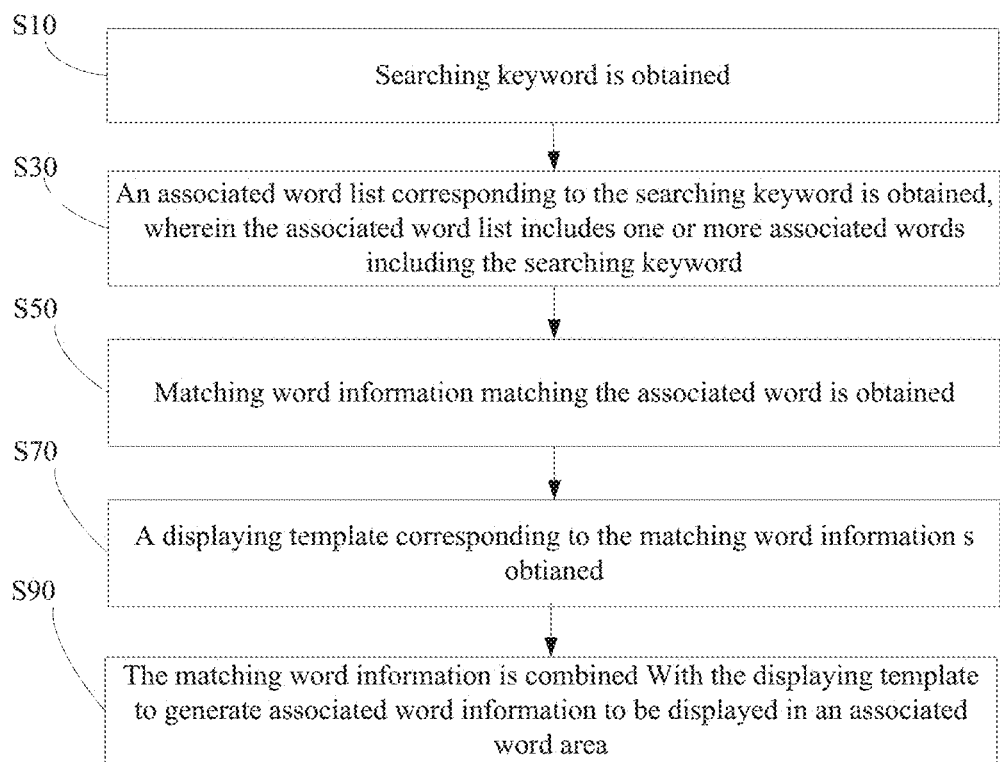 S10
Searching keyword is obtained
S30
An associated word list corresponding to the searching keyword is obtained,
wherein the associated word list includes one or more associated words
including the searching keyword
S50
Matching word information matching the associated word is obtained
S70
A displaying template corresponding to the matching word information s
obtianed
S90
The matching word information is combined With the displaying template
to generate associated word information to be displayed in an associated
word area